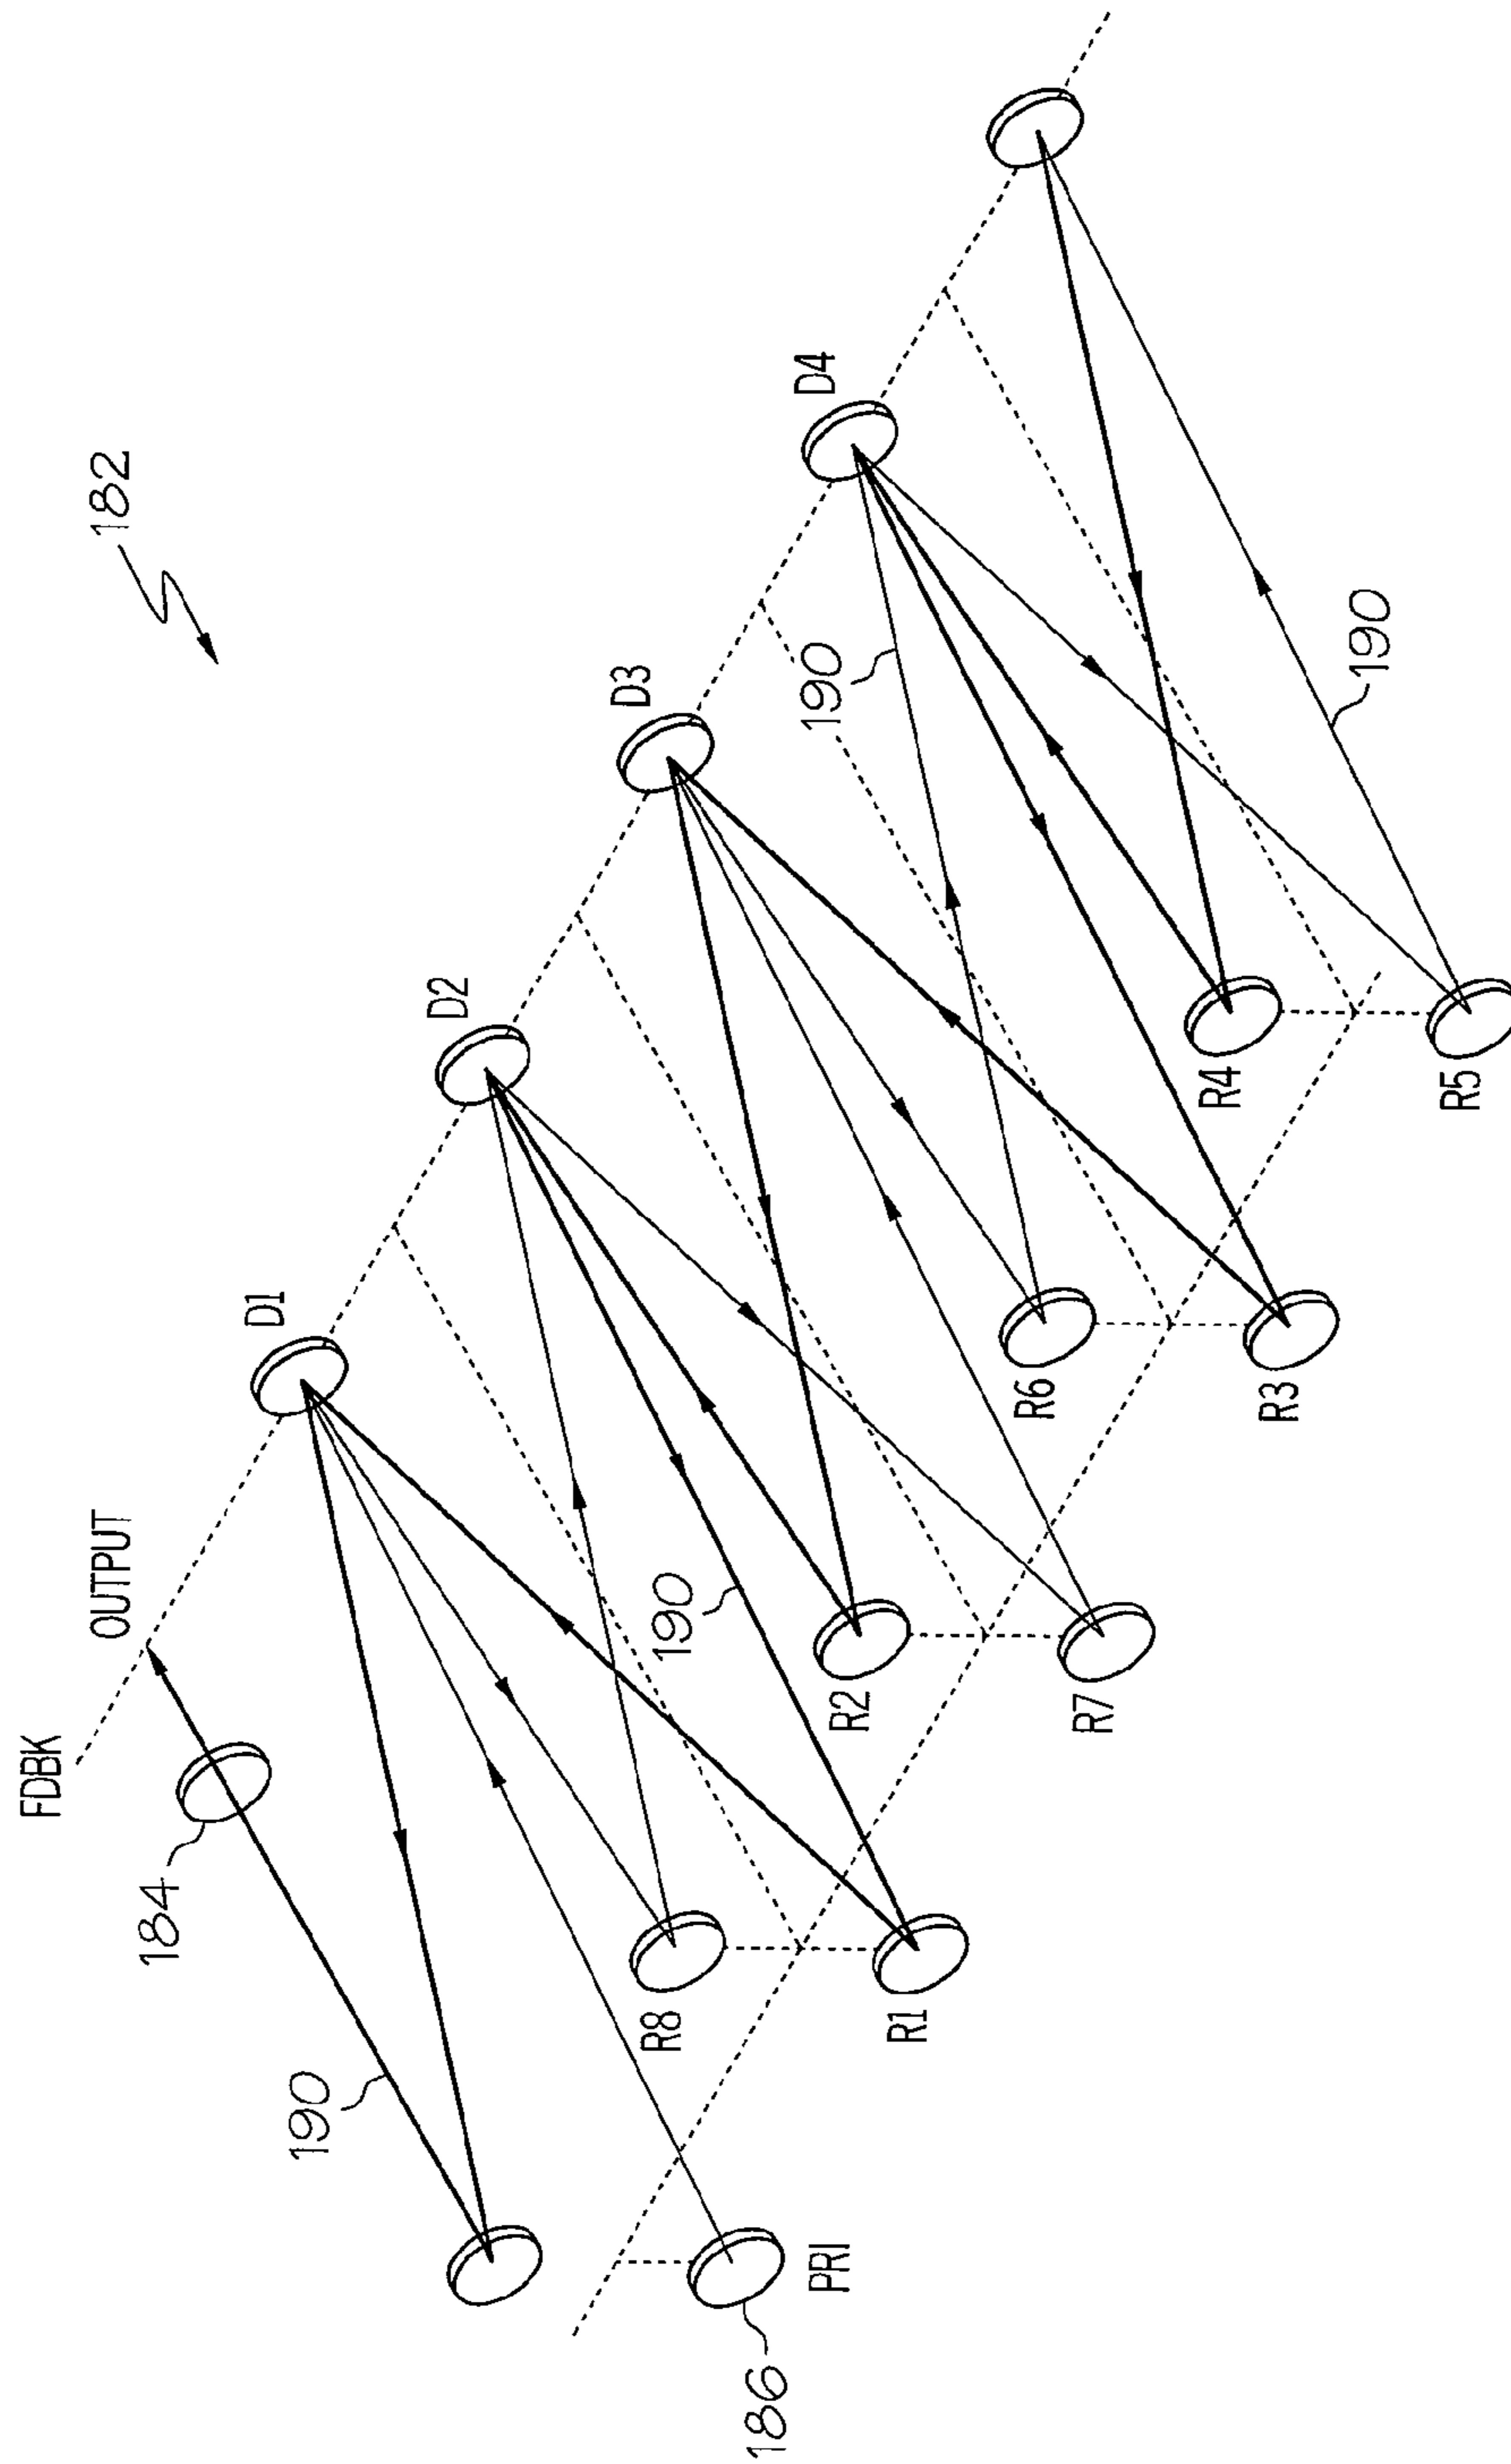 182
FDBK
OUTPUT
D1
D2
D3
D4
184
190
190
190
190
R8
R1
R2
R7
R6
R3
R4
R5
PRI
186